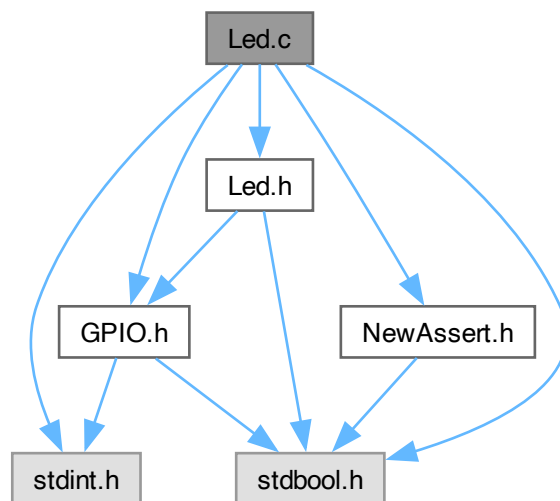 Led.c
Led.h
GPIO.h
NewAssert.h
stdint.h
stdbool.h